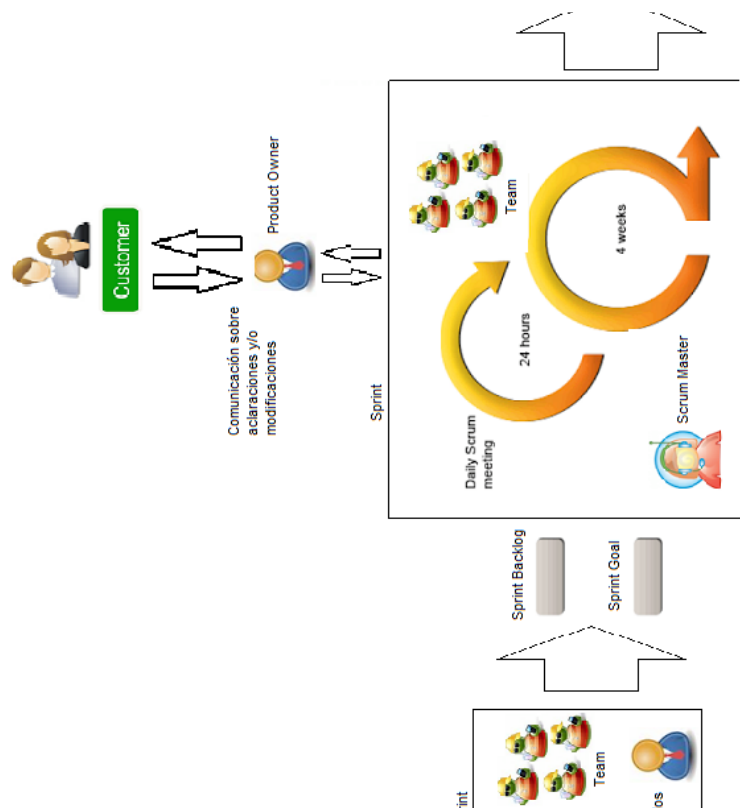 Customer
Product Owner
Comunicación sobre
aclaraciones y/o
modificaciones
Sprint
Team
24 hours
4 weeks
Daily Scrum
meeting
Scrum Master
Sprint Backlog
Sprint Goal
Team